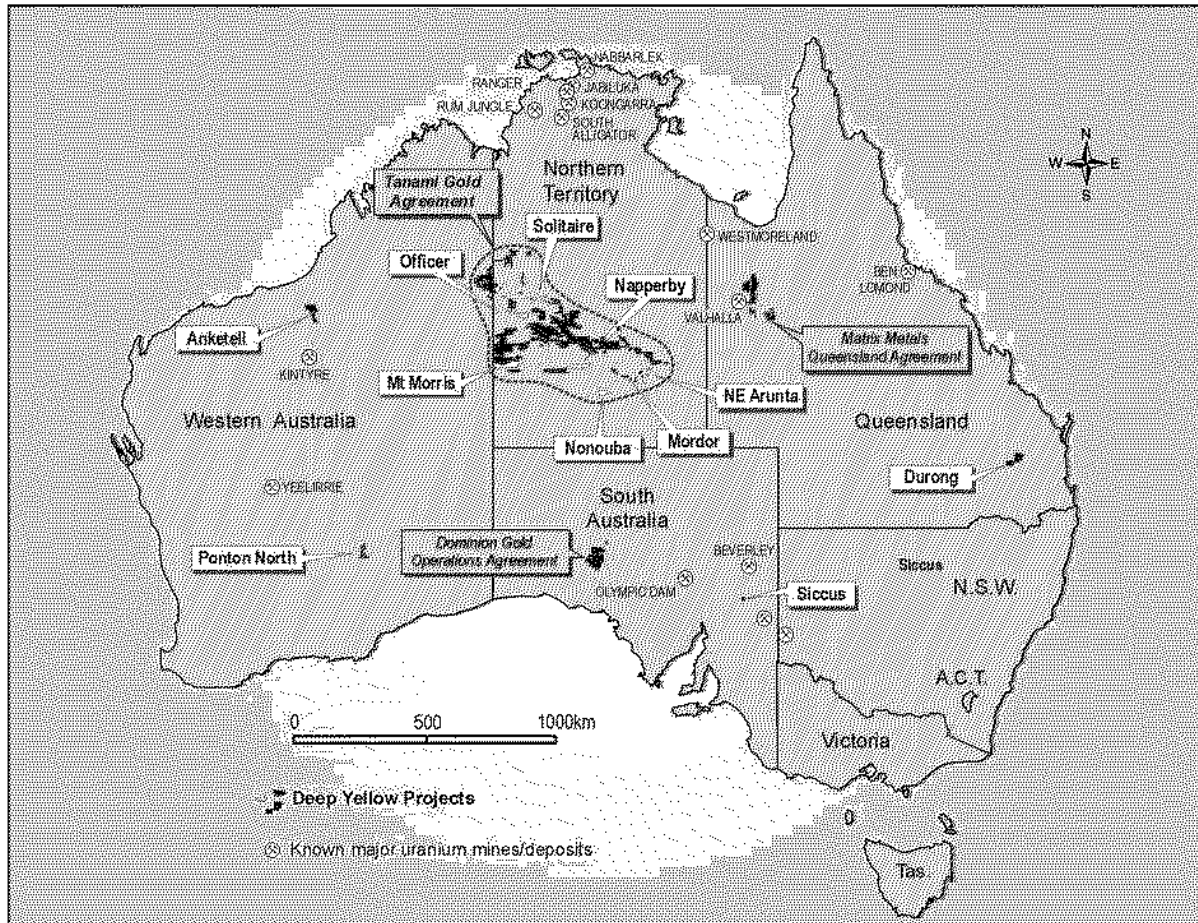 NABBARLEK
RANGER
JABILUKA
RUM JUNGLE
KOONGARRA
SOUTH
ALLIGATOR
N
W E
S
Northern
Territory
Tanami Gold
Agreement
Solitaire
WESTMORELAND
Officer
BEN
LOMOND
Napperby
VALHALLA
Anketell
Matrix Metals
Queensland Agreement
KINTYRE
Mt Morris
NE Arunta
Western Australia
Queensland
Nonouba
Mordor
Durong
YEELIRRIE
South
Australia
Dominion Gold
Operations Agreement
Ponton North
BEVERLEY
Siccus
OLYMPIC DAM
Siccus
N.S.W.
A.C.T.
0 500 1000km
Victoria
Deep Yellow Projects
Known major uranium mines/deposits
Tas.